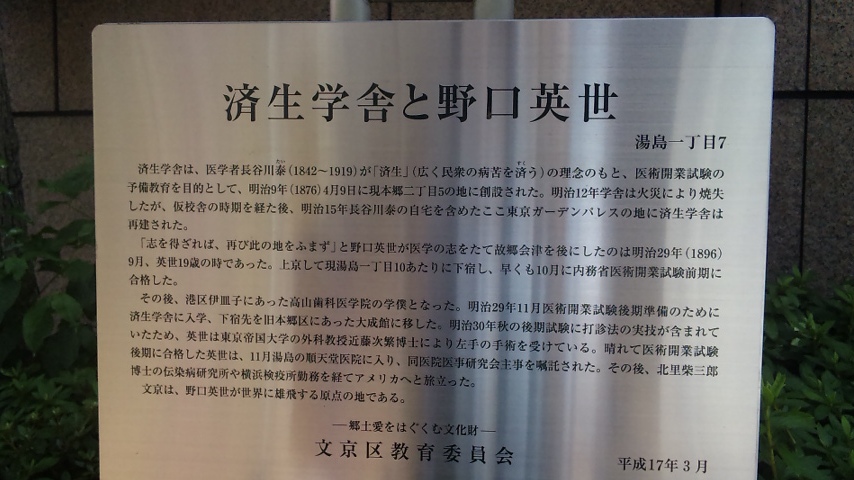 済生学舎と野口英世
湯島一丁目7
済生学舎は、医学者長谷川泰(1842〜1919)が「済生」(広く民衆の病苦を済う)の理念のもと、医術開業試験の
予備教育を目的として、明治9年(1876)4月9日に現本郷二丁目5の地に創設された。明治12年学舎は火災により焼失
したが、仮校舎の時期を経た後、明治15年長谷川泰の自宅を含めたここ東京ガーデンパレスの地に済生学舎は
再建された。
「志を得ざれば、再び此の地をふまず」と野口英世が医学の志をたて故郷会津を後にしたのは明治29年(1896)
9月、英世19歳の時であった。上京して現湯島一丁目10あたりに下宿し、早くも10月に内務省医術開業試験前期に
合格した。
その後、港区伊皿子にあった高山歯科医学院の学僕となった。明治29年11月医術開業試験後期準備のために
済生学舎に入学、下宿先を旧本郷区にあった大成館に移した。明治30年秋の後期試験に打診法の実技が含まれて
いたため、英世は東京帝国大学の外科教授近藤次繁博士により左手の手術を受けている。晴れて医術開業試験
後期に合格した英世は、11月湯島の順天堂医院に入り、同医院医事研究会主事を嘱託された。その後、北里柴三郎
博士の伝染病研究所や横浜検疫所勤務を経てアメリカへと旅立った。
文京は、野口英世が世界に雄飛する原点の地である。
―郷土愛をはぐくむ文化財―
文京区教育委員会
平成17年3月